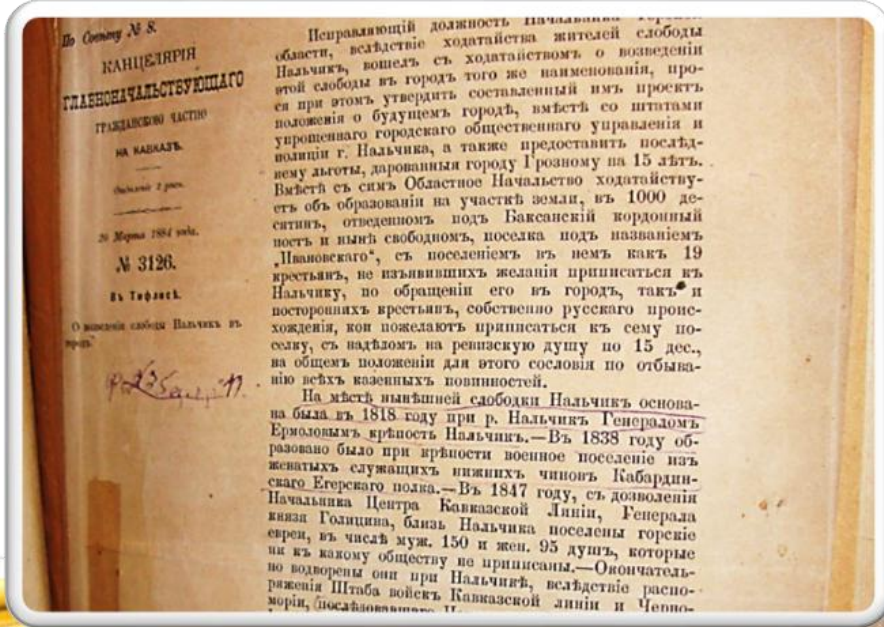 По Совѣту № 8.
КАНЦЕЛЯРІЯ
ГЛАВНОНАЧАЛЬСТВУЮЩАГО
ГРАЖДАНСКОЮ ЧАСТІЮ
НА КАВКАЗѢ.
Отдѣленіе
20 Марта 1884 года.
№ 3126.
Въ Тифлисѣ.
О возведеніи слободы Нальчикъ въ
городъ.
Исправляющій должность Начальника Терской
области, вслѣдствіе ходатайства жителей слободы
Нальчикъ, вошелъ съ ходатайствомъ о возведеніи
этой слободы въ городъ того же наименованія, про-
ся при этомъ утвердить составленный имъ проектъ
положенія о будущемъ городѣ, вмѣстѣ со штатами
упрощеннаго городскаго общественнаго управленія и
полиціи г. Нальчика, а также предоставить послѣд-
нему льготы, дарованныя городу Грозному на 15 лѣтъ.
Вмѣстѣ съ симъ Областное Начальство ходатайству-
етъ объ образованіи на участкѣ земли, въ 1000 де-
сятинъ, отведенномъ подъ Баксанскій кордонный
постъ и нынѣ свободномъ, поселка подъ названіемъ
„Ивановскаго“, съ поселеніемъ въ немъ какъ 19
крестьянъ, не изъявившихъ желанія приписаться къ
Нальчику, по обращеніи его въ городъ, такъ и
постороннихъ крестьянъ, собственно русскаго проис-
хожденія, кои пожелаютъ приписаться къ сему по-
селку, съ надѣломъ на ревизскую душу по 15 дес.,
на общемъ положеніи для этого сословія по отбыва-
нію всѣхъ казенныхъ повинностей.
На мѣстѣ нынѣшней слободки Нальчикъ основа-
на была въ 1818 году при р. Нальчикъ Генераломъ
Ермоловымъ крѣпость Нальчикъ.—Въ 1838 году об-
разовано было при крѣпости военное поселеніе изъ
женатыхъ служащихъ нижнихъ чиновъ Кабардин-
скаго Егерскаго полка.—Въ 1847 году, съ дозволенія
Начальника Центра Кавказской Линіи, Генерала
князя Голицина, близь Нальчика поселены горскіе
евреи, въ числѣ муж. 150 и жен. 95 душъ, которые
ни къ какому обществу не приписаны.—Окончатель-
но водворены они при Нальчикѣ, вслѣдствіе распо-
ряженія Штаба войскъ Кавказской линіи и Черно-
моріи, послѣдовавшаго